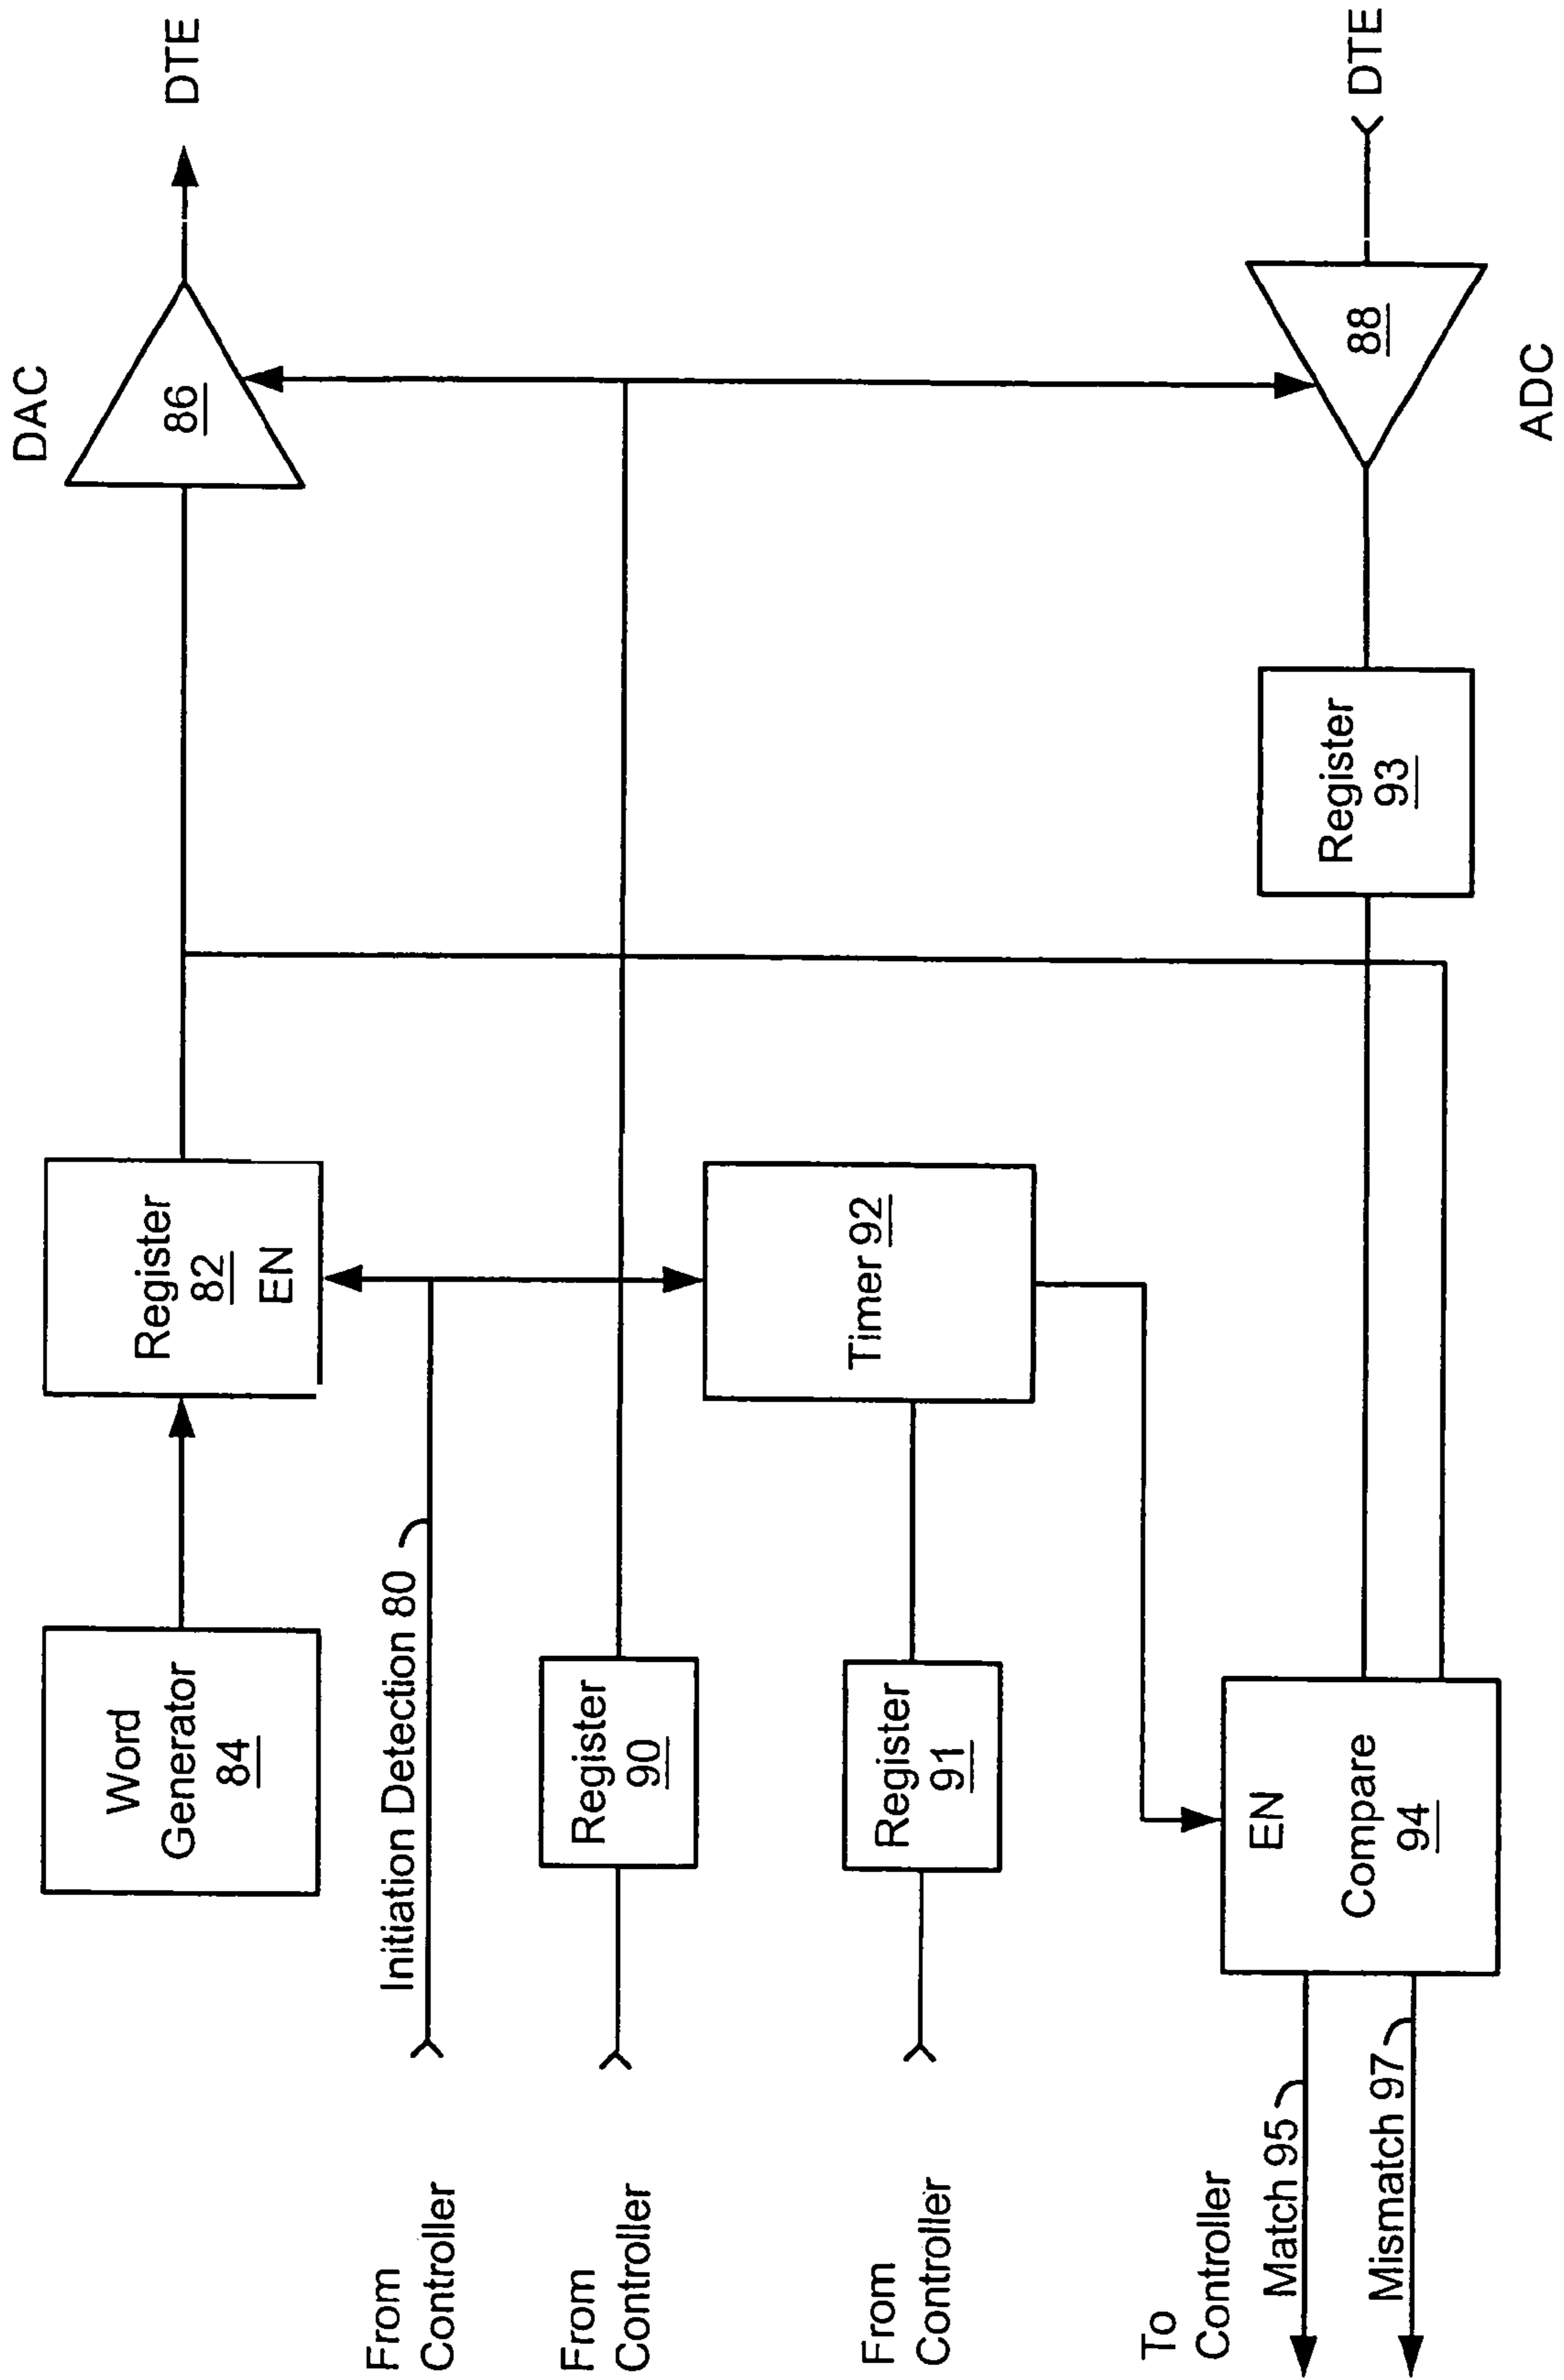 DAC
86
DTE
Word
Generator
84
Register
82
EN
From
Controller
Initiation Detection 80
From
Controller
Register
90
Timer 92
From
Controller
Register
91
Register
93
88
DTE
ADC
To
Controller
Match 95
Mismatch 97
EN
Compare
94